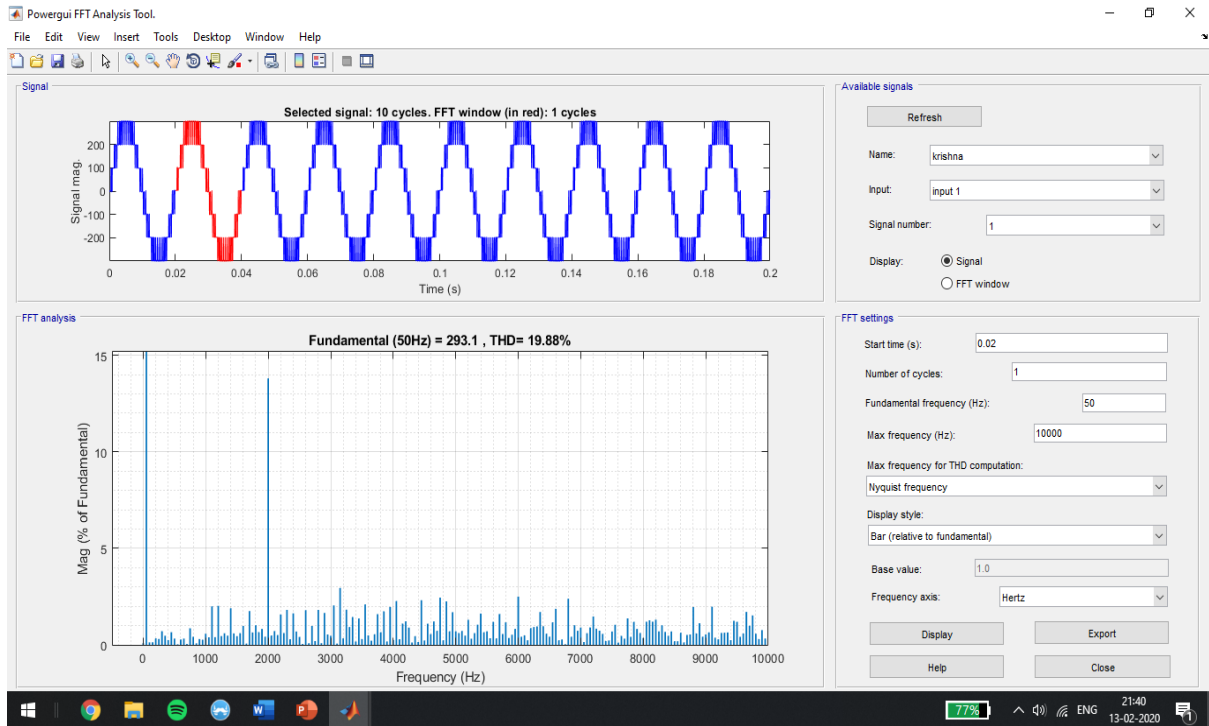 Powergui FFT Analysis Tool.
File Edit View Insert Tools Desktop Window Help
Signal
Selected signal: 10 cycles. FFT window (in red): 1 cycles
Signal mag.
200
100
0
-100
-200
0 0.02 0.04 0.06 0.08 0.1 0.12 0.14 0.16 0.18 0.2
Time (s)
FFT analysis
Fundamental (50Hz) = 293.1 , THD= 19.88%
Mag (% of Fundamental)
15
10
5
0
0 1000 2000 3000 4000 5000 6000 7000 8000 9000 10000
Frequency (Hz)
Available signals
Refresh
Name: krishna
Input: input 1
Signal number: 1
Display: Signal
FFT window
FFT settings
Start time (s): 0.02
Number of cycles: 1
Fundamental frequency (Hz): 50
Max frequency (Hz): 10000
Max frequency for THD computation:
Nyquist frequency
Display style:
Bar (relative to fundamental)
Base value: 1.0
Frequency axis: Hertz
Display Export
Help Close
W P 77% ENG 21:40
13-02-2020 1